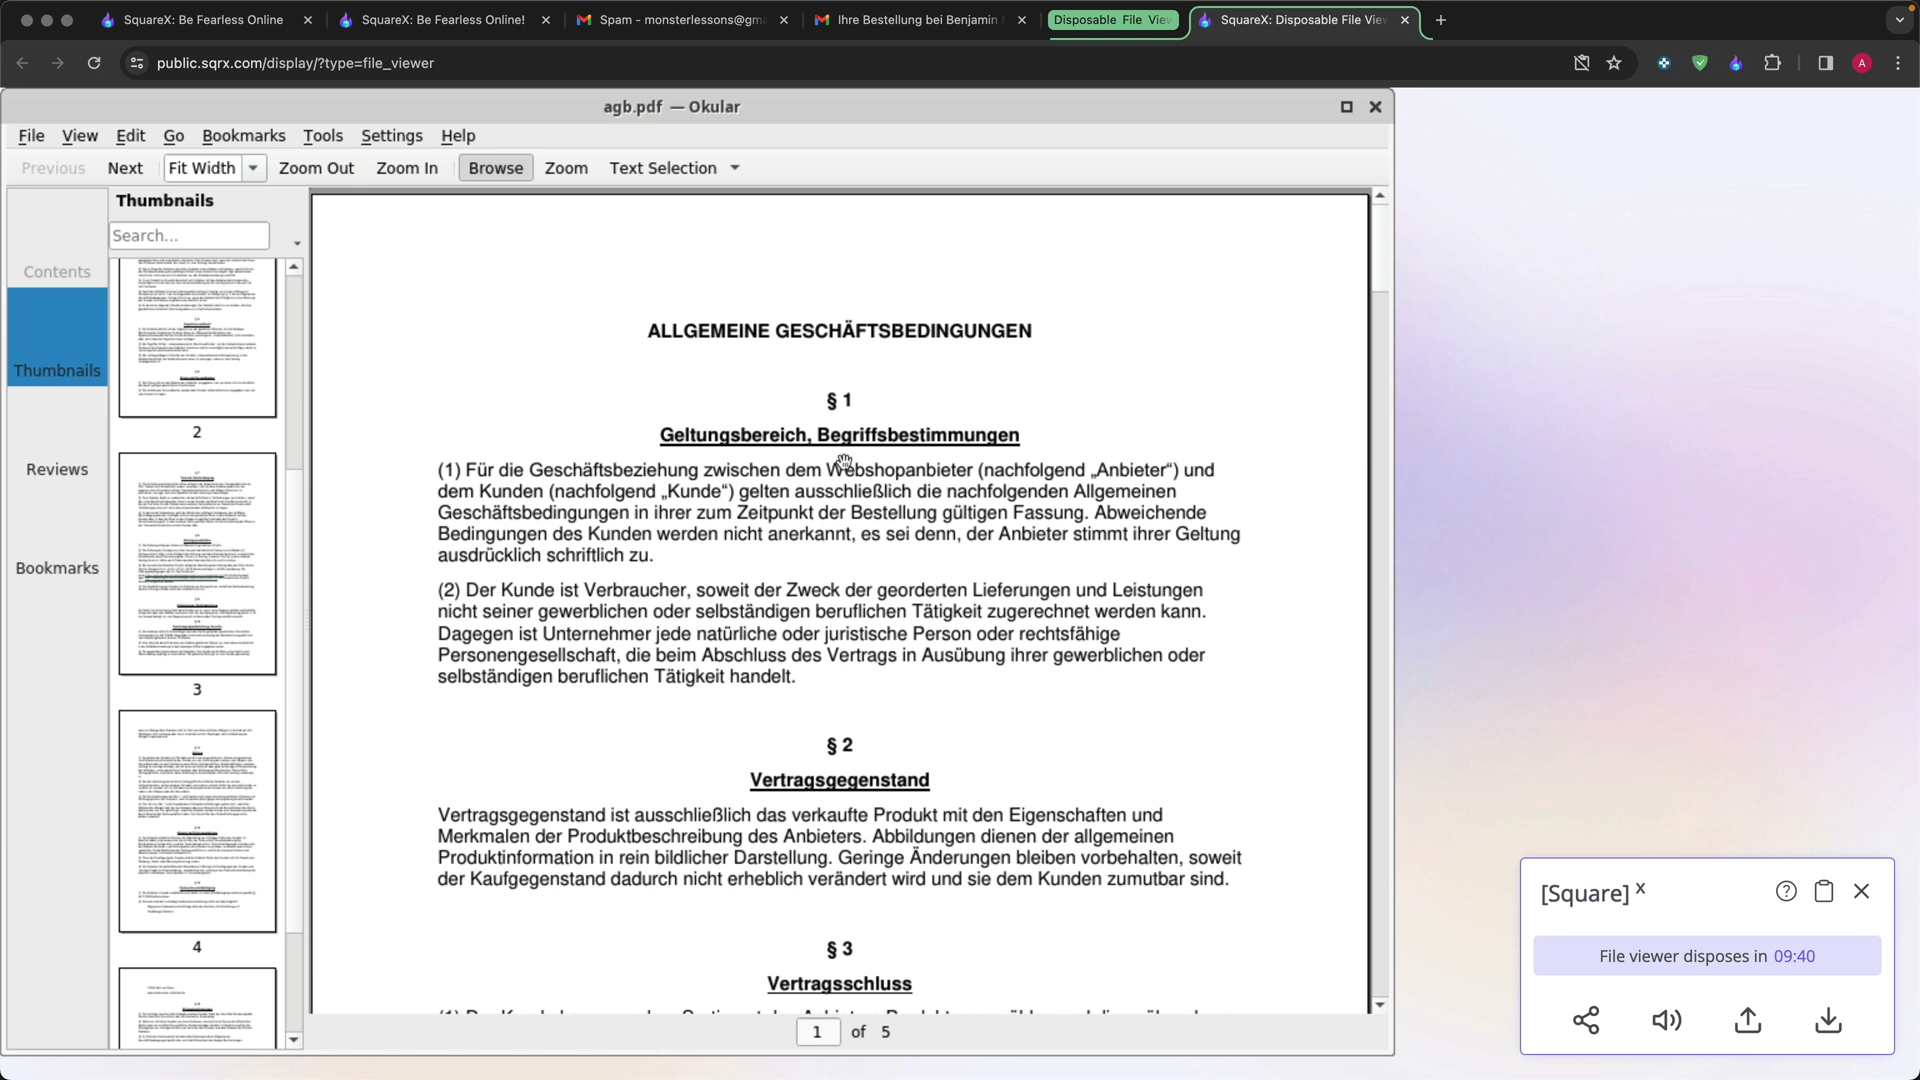 SquareX: Be Fearless Online
SquareX: Be Fearless Online!
Spam - monsterlessons@gma
Ihre Bestellung bei Benjamin
Disposable File View
SquareX: Disposable File View
public.sqrx.com/display/?type=file_viewer
A
agb.pdf — Okular
File View Edit Go Bookmarks Tools Settings Help
Previous Next Fit Width Zoom Out Zoom In Browse Zoom Text Selection
Thumbnails
Search...
Contents
Thumbnails
Reviews
Bookmarks
2
3
4
ALLGEMEINE GESCHÄFTSBEDINGUNGEN
§ 1
Geltungsbereich, Begriffsbestimmungen
(1) Für die Geschäftsbeziehung zwischen dem Webshopanbieter (nachfolgend „Anbieter“) und
dem Kunden (nachfolgend „Kunde“) gelten ausschließlich die nachfolgenden Allgemeinen
Geschäftsbedingungen in ihrer zum Zeitpunkt der Bestellung gültigen Fassung. Abweichende
Bedingungen des Kunden werden nicht anerkannt, es sei denn, der Anbieter stimmt ihrer Geltung
ausdrücklich schriftlich zu.
(2) Der Kunde ist Verbraucher, soweit der Zweck der georderten Lieferungen und Leistungen
nicht seiner gewerblichen oder selbständigen beruflichen Tätigkeit zugerechnet werden kann.
Dagegen ist Unternehmer jede natürliche oder juristische Person oder rechtsfähige
Personengesellschaft, die beim Abschluss des Vertrags in Ausübung ihrer gewerblichen oder
selbständigen beruflichen Tätigkeit handelt.
§ 2
Vertragsgegenstand
Vertragsgegenstand ist ausschließlich das verkaufte Produkt mit den Eigenschaften und
Merkmalen der Produktbeschreibung des Anbieters. Abbildungen dienen der allgemeinen
Produktinformation in rein bildlicher Darstellung. Geringe Änderungen bleiben vorbehalten, soweit
der Kaufgegenstand dadurch nicht erheblich verändert wird und sie dem Kunden zumutbar sind.
§ 3
Vertragsschluss
1 of 5
[Square] X
File viewer disposes in 09:40